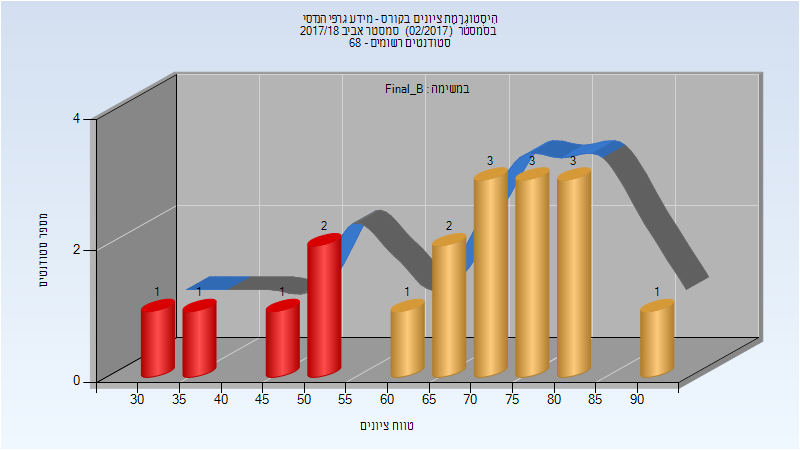 היסטוגרמת ציונים בקורס - מידע גרפי תנדסי
בסמסטר (02/2017) סמסטר אביב 2017/18
סטודנטים רשומים - 68
במשימה : Final_B
4
2
0
מספר סטודנטים
1
1
1
2
1
2
3
3
3
1
30 35 40 45 50 55 60 65 70 75 80 85 90
טווח ציונים